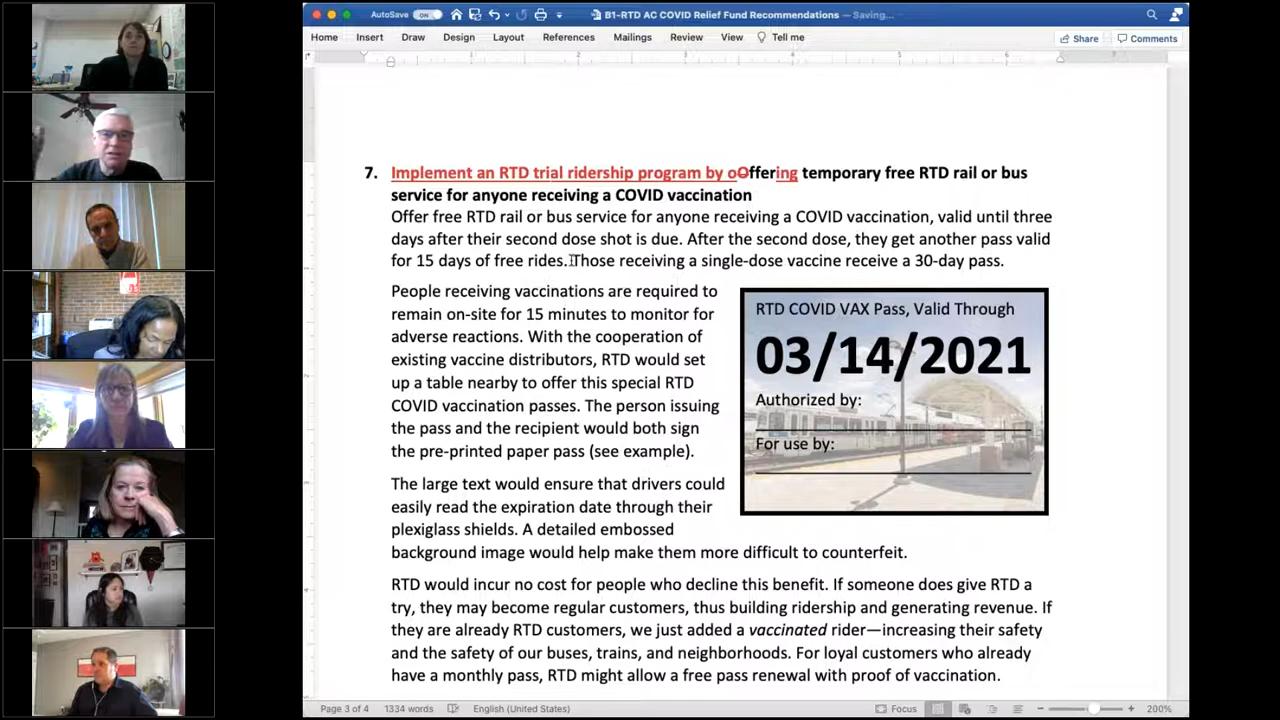 AutoSave ON B1-RTD AC COVID Relief Fund Recommendations — Saving...
Home Insert Draw Design Layout References Mailings Review View Tell me Share Comments
1 2 3 4 5 6 7
7. Implement an RTD trial ridership program by oOffering temporary free RTD rail or bus
service for anyone receiving a COVID vaccination
Offer free RTD rail or bus service for anyone receiving a COVID vaccination, valid until three
days after their second dose shot is due. After the second dose, they get another pass valid
for 15 days of free rides. Those receiving a single-dose vaccine receive a 30-day pass.
People receiving vaccinations are required to
remain on-site for 15 minutes to monitor for
adverse reactions. With the cooperation of
existing vaccine distributors, RTD would set
up a table nearby to offer this special RTD
COVID vaccination passes. The person issuing
the pass and the recipient would both sign
the pre-printed paper pass (see example).
RTD COVID VAX Pass, Valid Through
03/14/2021
Authorized by:
For use by:
The large text would ensure that drivers could
easily read the expiration date through their
plexiglass shields. A detailed embossed
background image would help make them more difficult to counterfeit.
RTD would incur no cost for people who decline this benefit. If someone does give RTD a
try, they may become regular customers, thus building ridership and generating revenue. If
they are already RTD customers, we just added a vaccinated rider—increasing their safety
and the safety of our buses, trains, and neighborhoods. For loyal customers who already
have a monthly pass, RTD might allow a free pass renewal with proof of vaccination.
Page 3 of 4 1334 words English (United States) Focus 200%